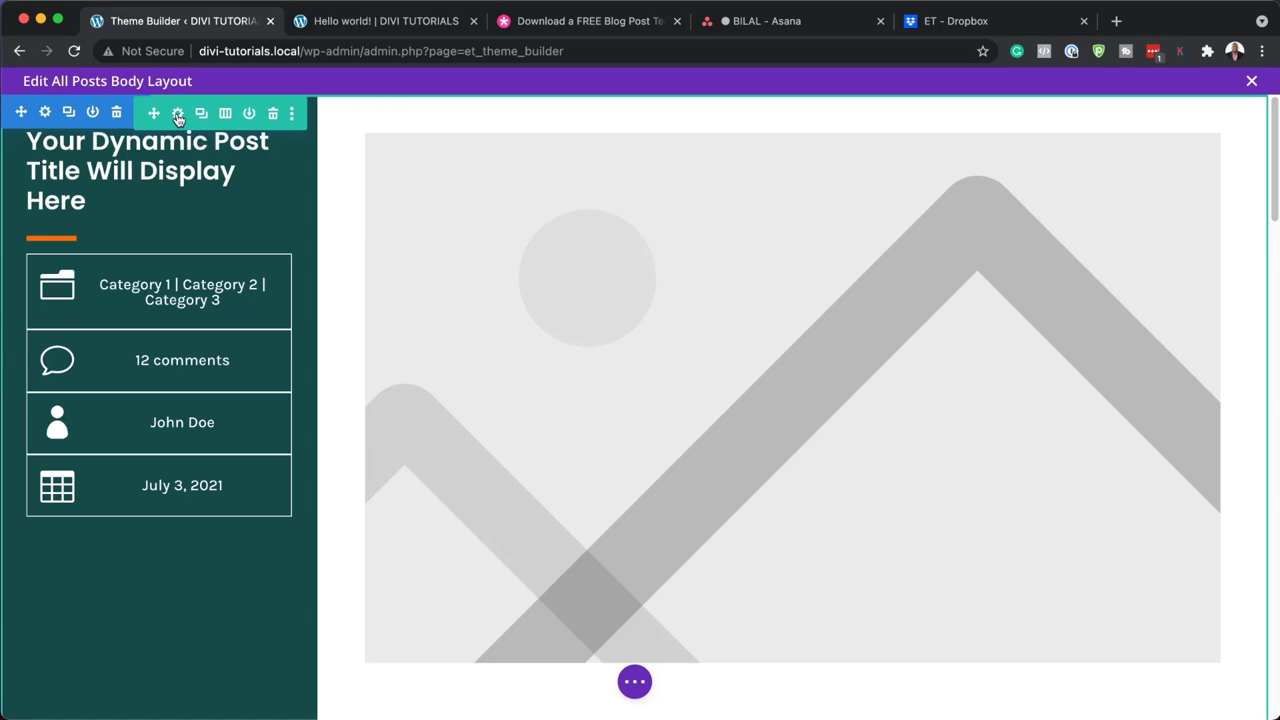 Theme Builder ‹ DIVI TUTORIAL
Hello world! | DIVI TUTORIALS
Download a FREE Blog Post Te
BILAL - Asana
ET - Dropbox
Not Secure
divi-tutorials.local/wp-admin/admin.php?page=et_theme_builder
1
K
Edit All Posts Body Layout
Your Dynamic Post
Title Will Display
Here
Category 1 | Category 2 |
Category 3
12 comments
John Doe
July 3, 2021